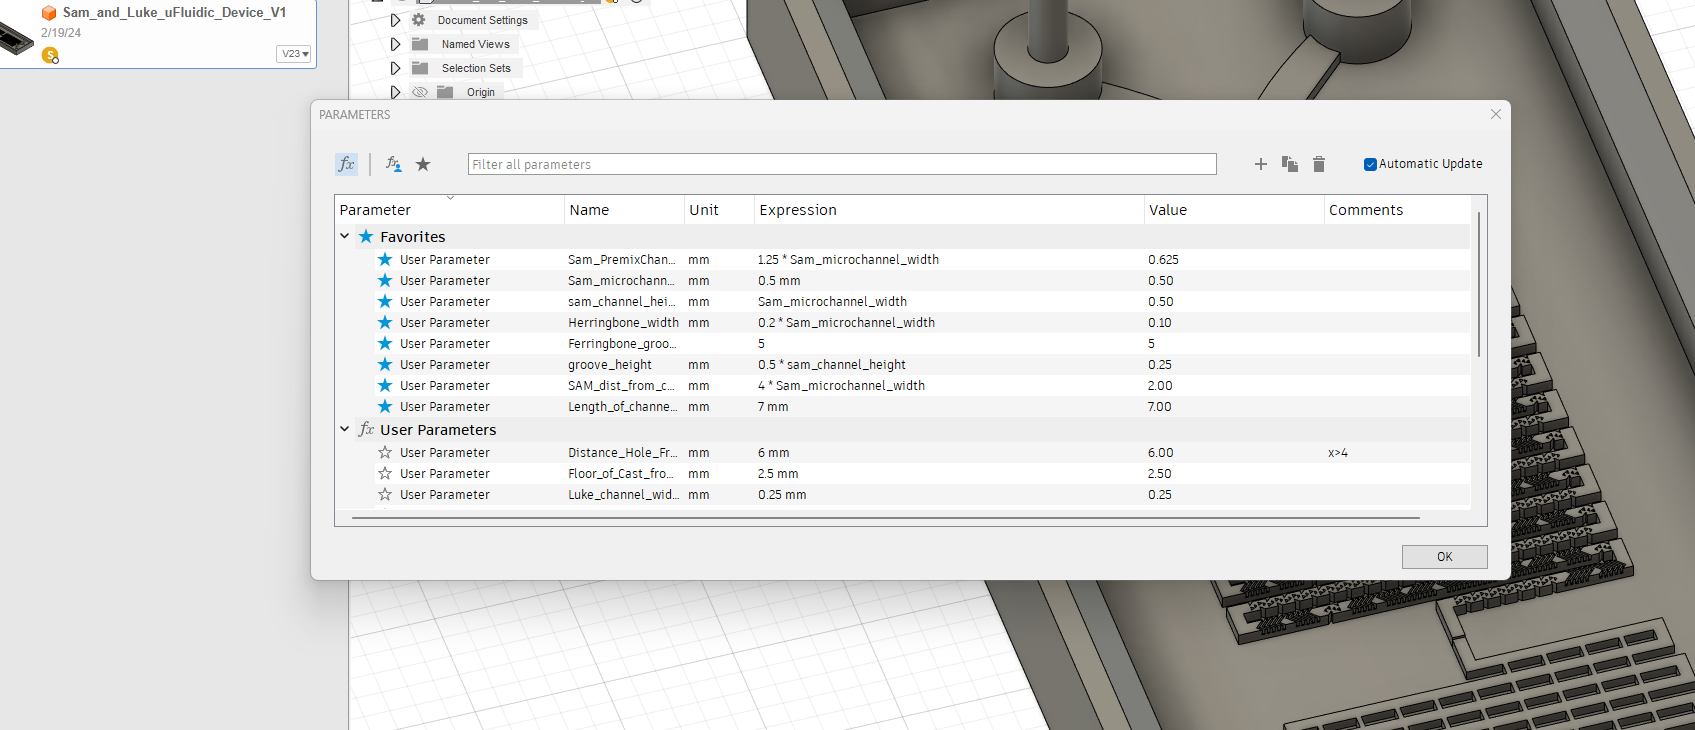 Sam_and_Luke_uFluidic_Device_V1
2/19/24
S
V23
Document Settings
Named Views
Selection Sets
Origin
PARAMETERS
fx
Filter all parameters
Automatic Update
Parameter Name Unit Expression Value Comments
Favorites
User Parameter Sam_PremixChan... mm 1.25 * Sam_microchannel_width 0.625
User Parameter Sam_microchann... mm 0.5 mm 0.50
User Parameter sam_channel_hei... mm Sam_microchannel_width 0.50
User Parameter Herringbone_width mm 0.2 * Sam_microchannel_width 0.10
User Parameter Ferringbone_groo... 5 5
User Parameter groove_height mm 0.5 * sam_channel_height 0.25
User Parameter SAM_dist_from_c... mm 4 * Sam_microchannel_width 2.00
User Parameter Length_of_channe... mm 7 mm 7.00
fx User Parameters
User Parameter Distance_Hole_Fr... mm 6 mm 6.00 x>4
User Parameter Floor_of_Cast_fro... mm 2.5 mm 2.50
User Parameter Luke_channel_wid... mm 0.25 mm 0.25
OK